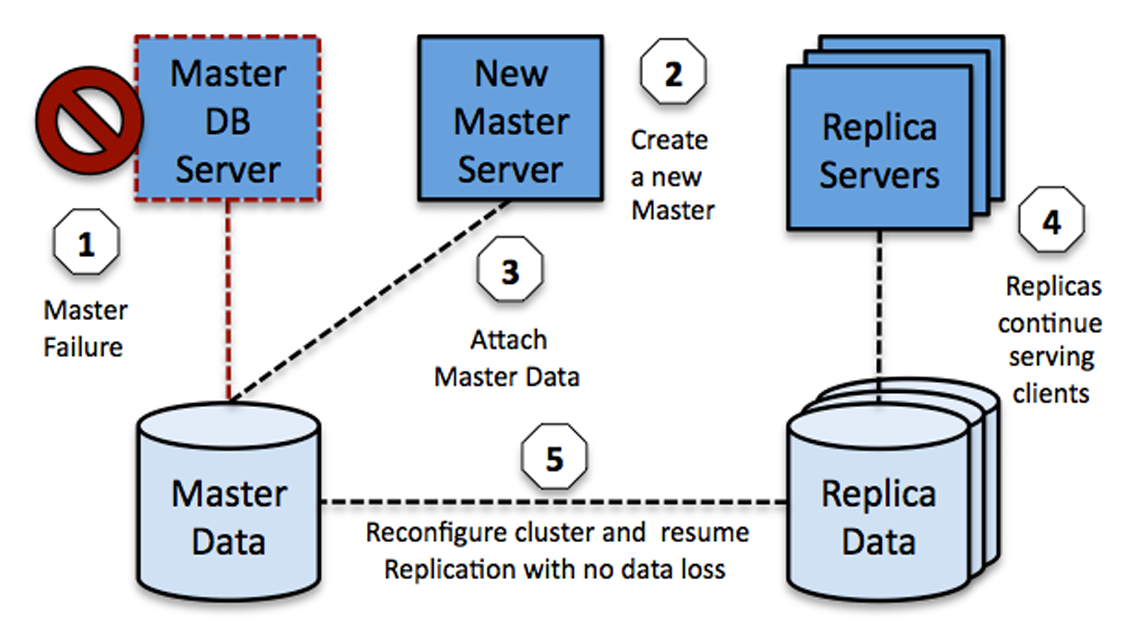 Master
DB
Server
New
Master
Server
2
Create
a new
Master
Replica
Servers
1
Master
Failure
3
Attach
Master Data
4
Replicas
continue
serving
clients
Master
Data
5
Reconfigure cluster and resume
Replication with no data loss
Replica
Data